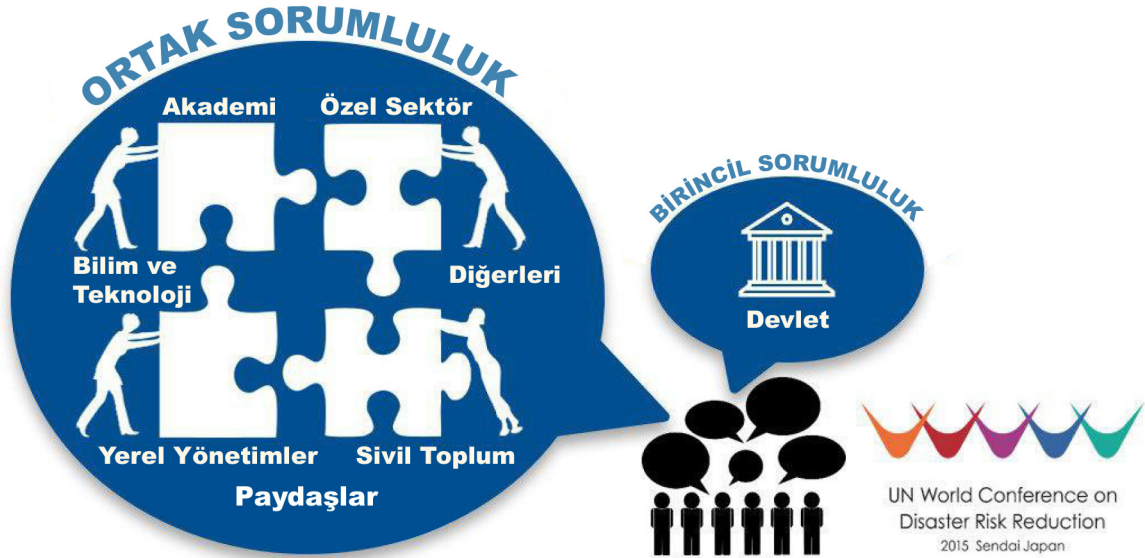 ORTAK SORUMLULUK
Akademi
Özel Sektör
Bilim ve
Teknoloji
Diğerleri
Yerel Yönetimler
Sivil Toplum
Paydaşlar
BİRİNCİL SORUMLULUK
Devlet
UN World Conference on
Disaster Risk Reduction
2015 Sendai Japan